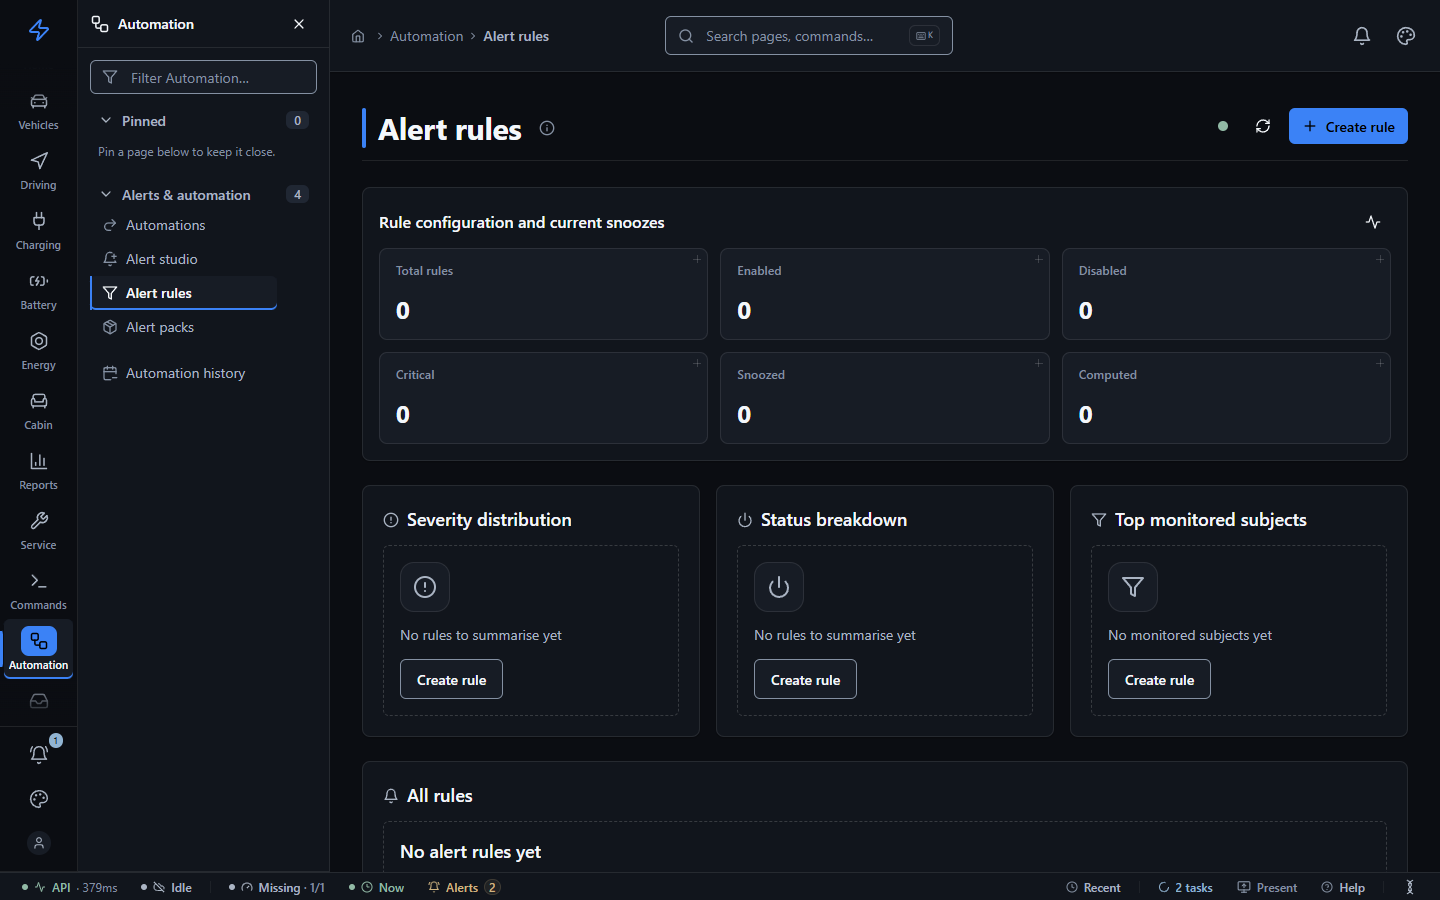 Automation
Filter Automation...
Pinned
0
Pin a page below to keep it close.
Alerts & automation
4
Automations
Alert studio
Alert rules
Alert packs
Automation history
Vehicles
Driving
Charging
Battery
Energy
Cabin
Reports
Service
Commands
Automation
1
Automation
Alert rules
Search pages, commands...
K
Alert rules
Create rule
Rule configuration and current snoozes
Total rules
0
Enabled
0
Disabled
0
Critical
0
Snoozed
0
Computed
0
Severity distribution
No rules to summarise yet
Create rule
Status breakdown
No rules to summarise yet
Create rule
Top monitored subjects
No monitored subjects yet
Create rule
All rules
No alert rules yet
API · 379ms
Idle
Missing · 1/1
Now
Alerts 2
Recent
2 tasks
Present
Help